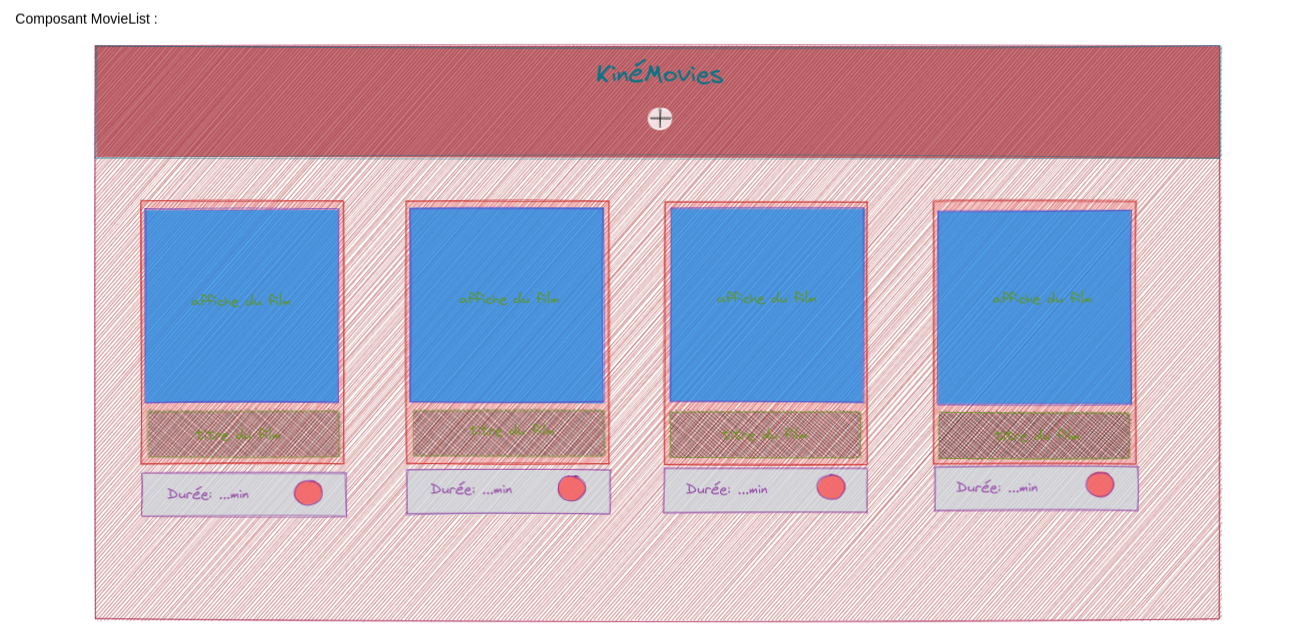 Composant MovieList :
KinéMovies
affiche du film
affiche du film
affiche du film
affiche du film
titre du film
titre du film
titre du film
titre du film
Durée: ...min
Durée: ...min
Durée: ...min
Durée: ...min